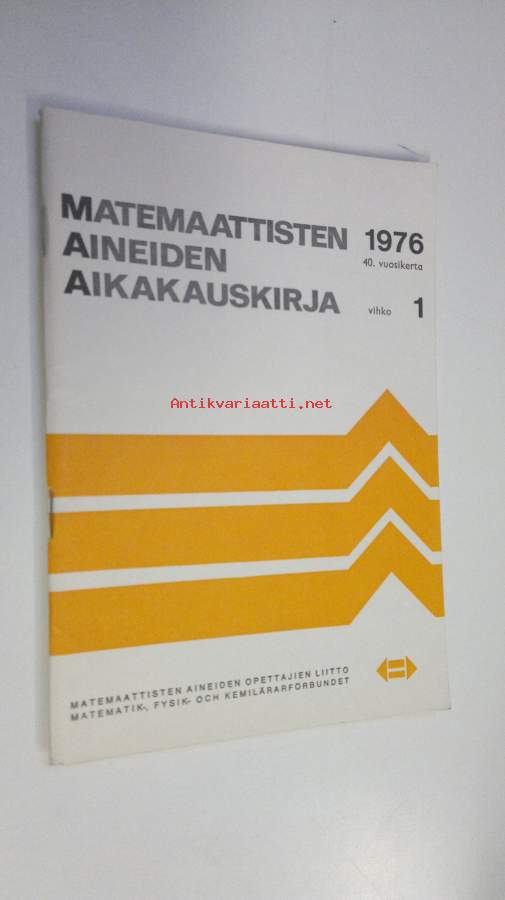 MATEMAATTISTEN
AINEIDEN
AIKAKAUSKIRJA
1976
40. vuosikerta
vihko 1
Antikvariaatti.net
MATEMAATTISTEN AINEIDEN OPETTAJIEN LIITTO
MATEMATIK-, FYSIK- OCH KEMILÄRARFÖRBUNDET